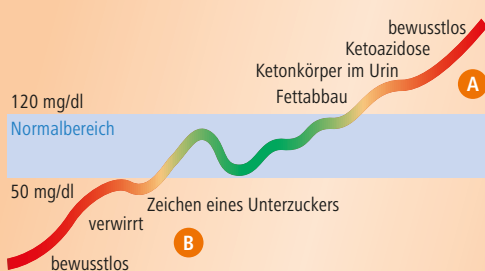 bewusstlos
Ketoazidose
Ketonkörper im Urin
A
Fettabbau
120 mg/dl
Normalbereich
50 mg/dl
Zeichen eines Unterzuckers
verwirrt
B
bewusstlos